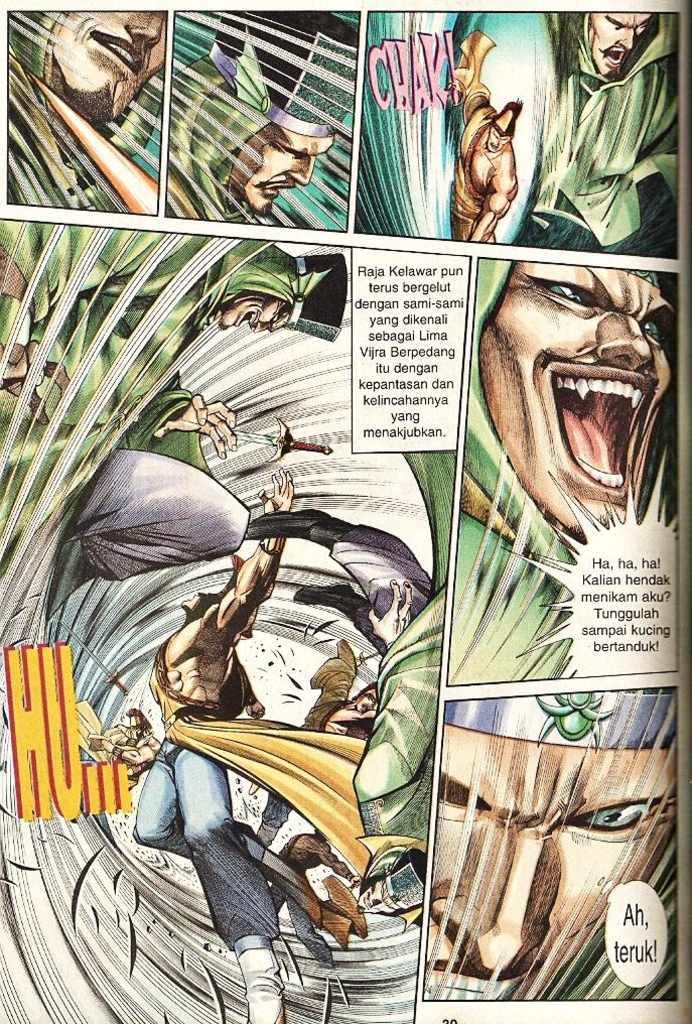 CHAK!
Raja Kelawar pun
terus bergelut
dengan sami-sami
yang dikenali
sebagai Lima
Vijra Berpedang
itu dengan
kepantasan dan
kelincahannya
yang
menakjubkan.
Ha, ha, ha!
Kalian hendak
menikam aku?
Tunggulah
sampai kucing
bertanduk!
HU...
Ah,
teruk!